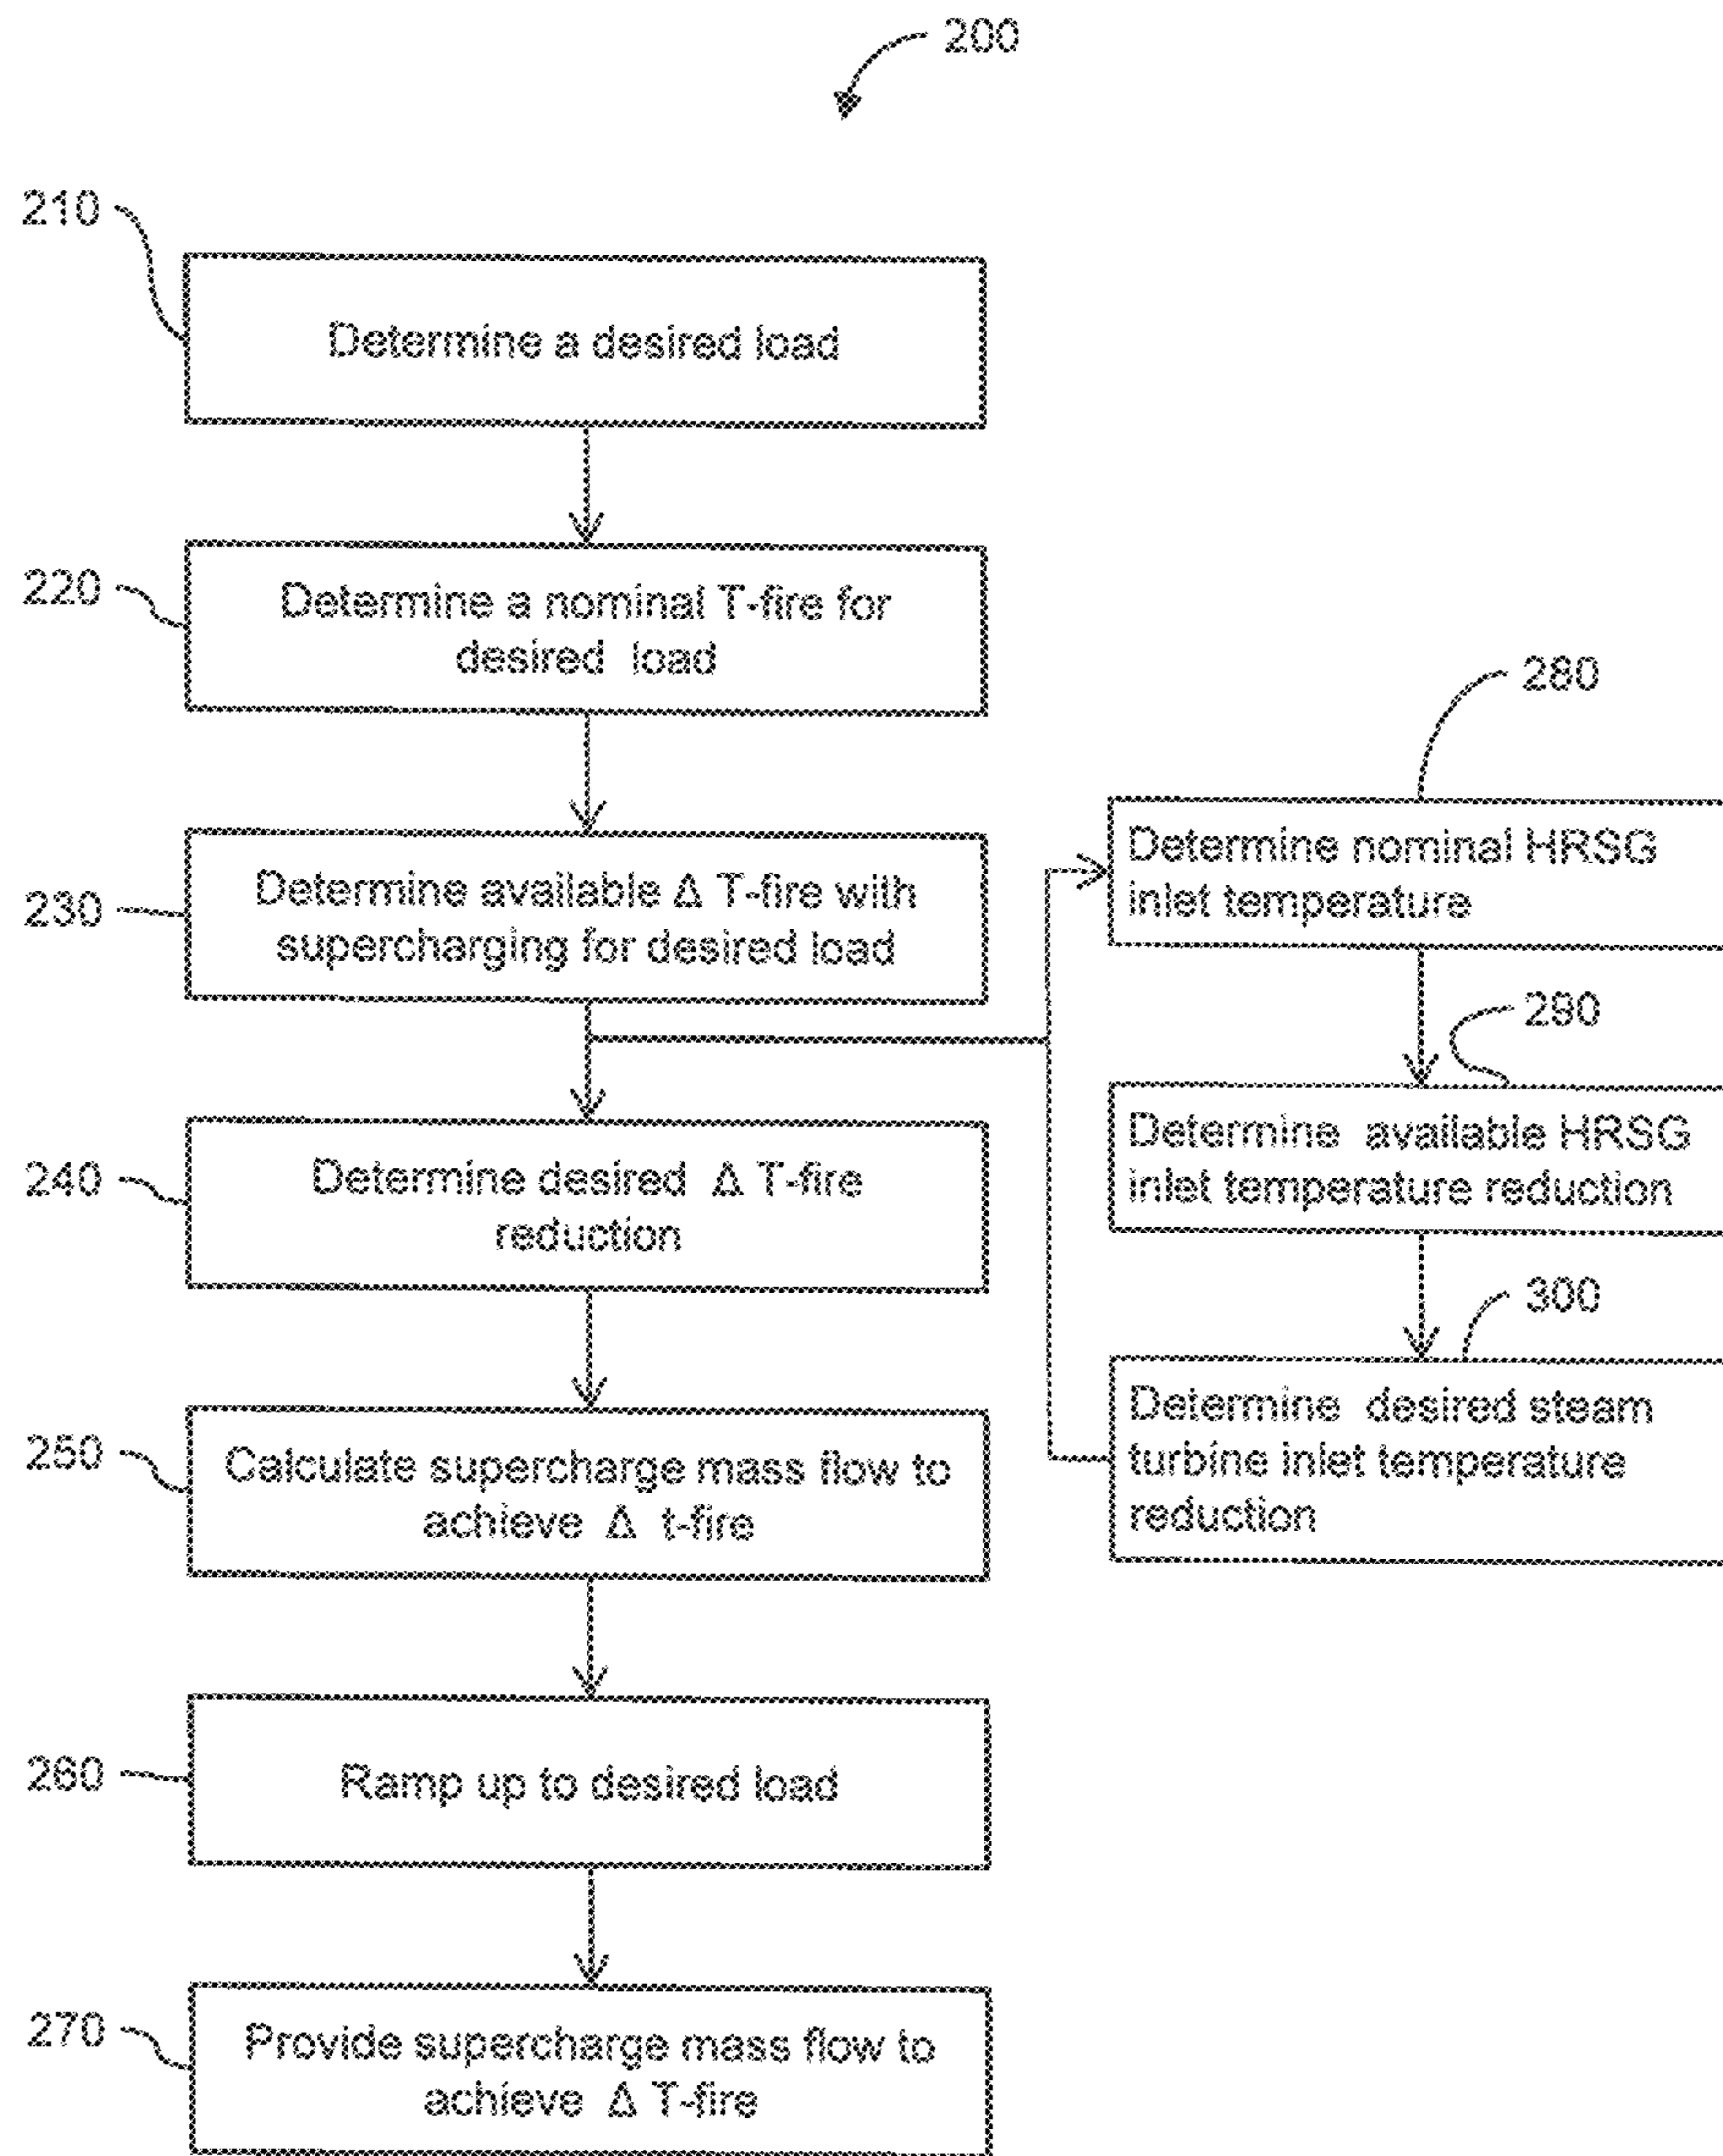 200
210
Determine a desired load
220
Determine a nominal T-fire for
desired load
230
Determine available Δ T-fire with
supercharging for desired load
240
Determine desired Δ T-fire
reduction
250
Calculate supercharge mass flow to
achieve Δ t-fire
260
Ramp up to desired load
270
Provide supercharge mass flow to
achieve Δ T-fire
280
Determine nominal HRSG
inlet temperature
290
Determine available HRSG
inlet temperature reduction
300
Determine desired steam
turbine inlet temperature
reduction